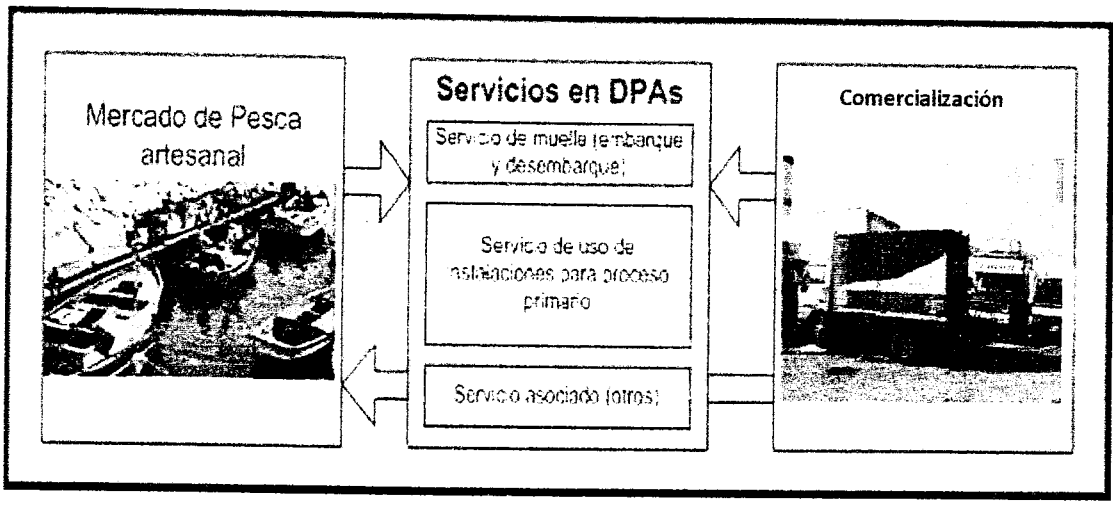 Mercado de Pesca
artesanal
Servicios en DPAs
Servicio de muelle (embarque
y desembarque)
Servicio de uso de
instalaciones para proceso
primario
Servicio asociado (otros)
Comercialización